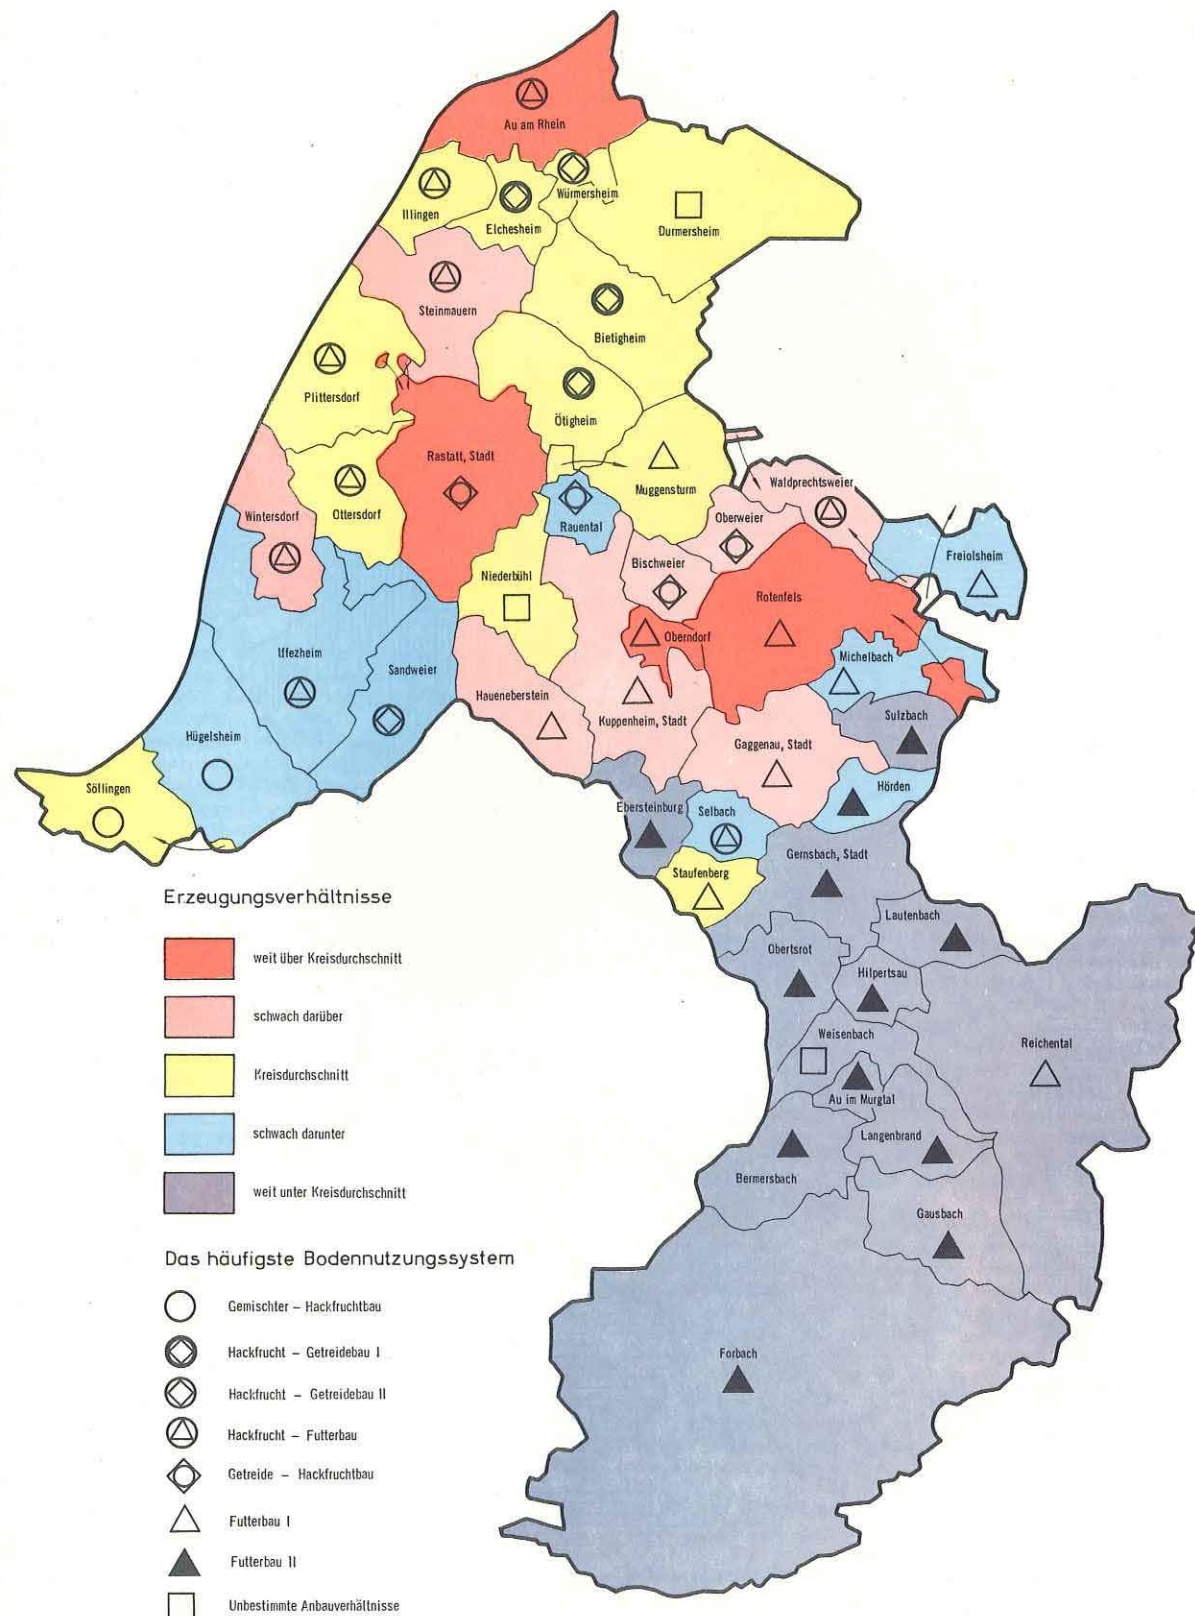 Au am Rhein
Würmersheim
Illingen
Elchesheim
Durmersheim
Steinmauern
Bietigheim
Plittersdorf
Ötigheim
Rastatt, Stadt
Muggensturm
Waldprechtsweier
Wintersdorf
Ottersdorf
Rauental
Oberweier
Freiolsheim
Bischweier
Niederbühl
Rotenfels
Oberndorf
Iffezheim
Sandweier
Michelbach
Haueneberstein
Kuppenheim, Stadt
Sulzbach
Hügelsheim
Gaggenau, Stadt
Söllingen
Hörden
Ebersteinburg
Selbach
Gernsbach, Stadt
Staufenberg
Lautenbach
Obertsrot
Hilpertsau
Weisenbach
Reichental
Au im Murgtal
Langenbrand
Bermersbach
Gausbach
Forbach
Erzeugungsverhältnisse
weit über Kreisdurchschnitt
schwach darüber
Kreisdurchschnitt
schwach darunter
weit unter Kreisdurchschnitt
Das häufigste Bodennutzungssystem
Gemischter – Hackfruchtbau
Hackfrucht – Getreidebau I
Hackfrucht – Getreidebau II
Hackfrucht – Futterbau
Getreide – Hackfruchtbau
Futterbau I
Futterbau II
Unbestimmte Anbauverhältnisse